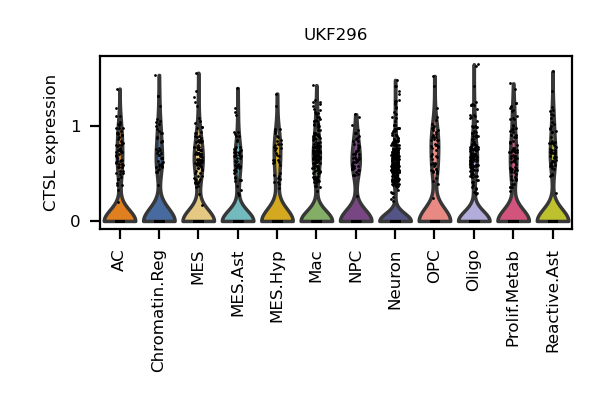 UKF296
CTSL expression
1
0
AC
Chromatin.Reg
MES
MES.Ast
MES.Hyp
Mac
NPC
Neuron
OPC
Oligo
Prolif.Metab
Reactive.Ast